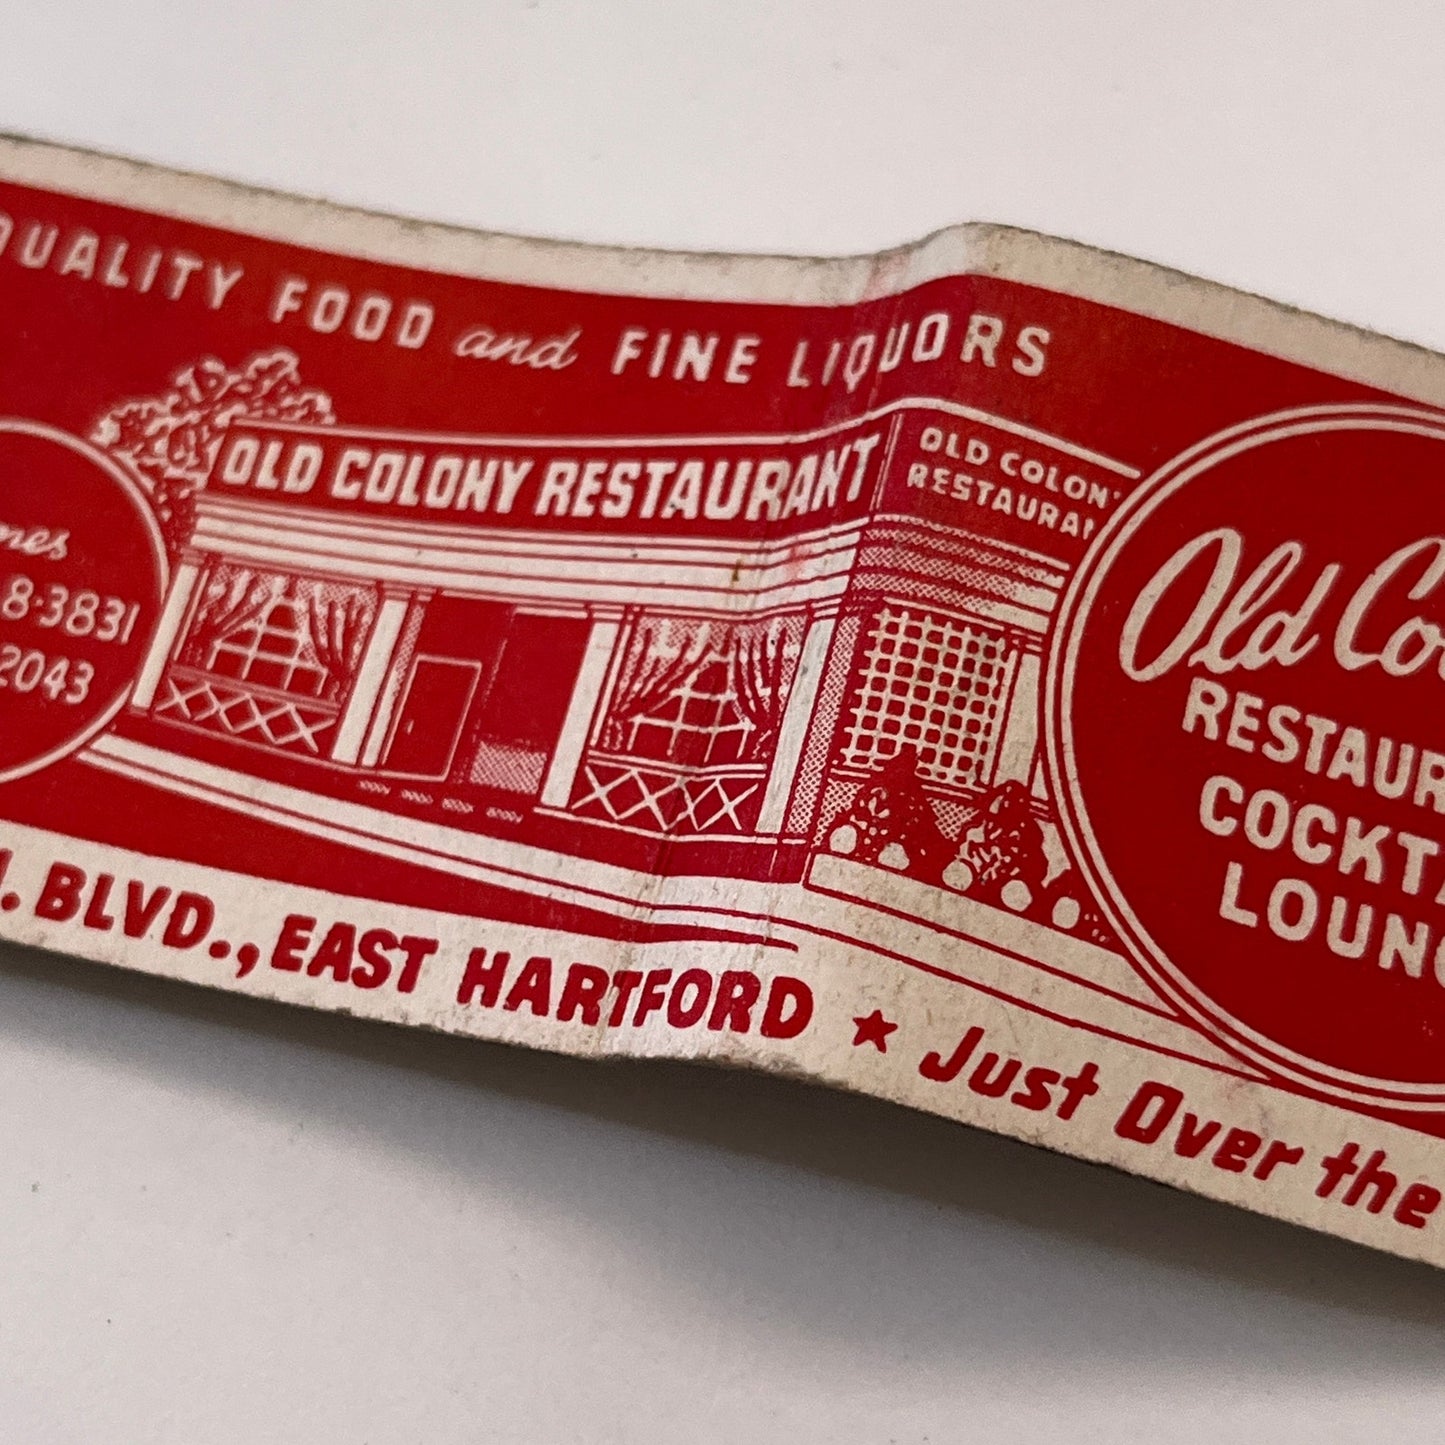 QUALITY FOOD and FINE LIQUORS
OLD COLONY RESTAURANT
OLD COLON
RESTAURA
8-3831
2043
Old Co
RESTAUR
COCKTA
LOUN
. BLVD., EAST HARTFORD ★ Just Over the